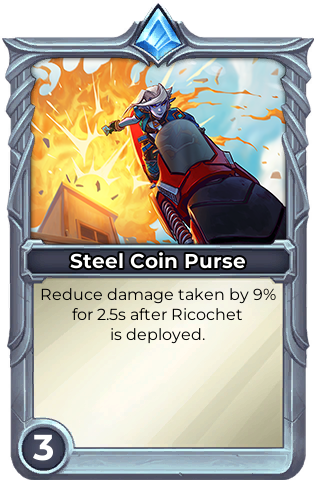 Steel Coin Purse
Reduce damage taken by 9%
for 2.5s after Ricochet
is deployed.
3